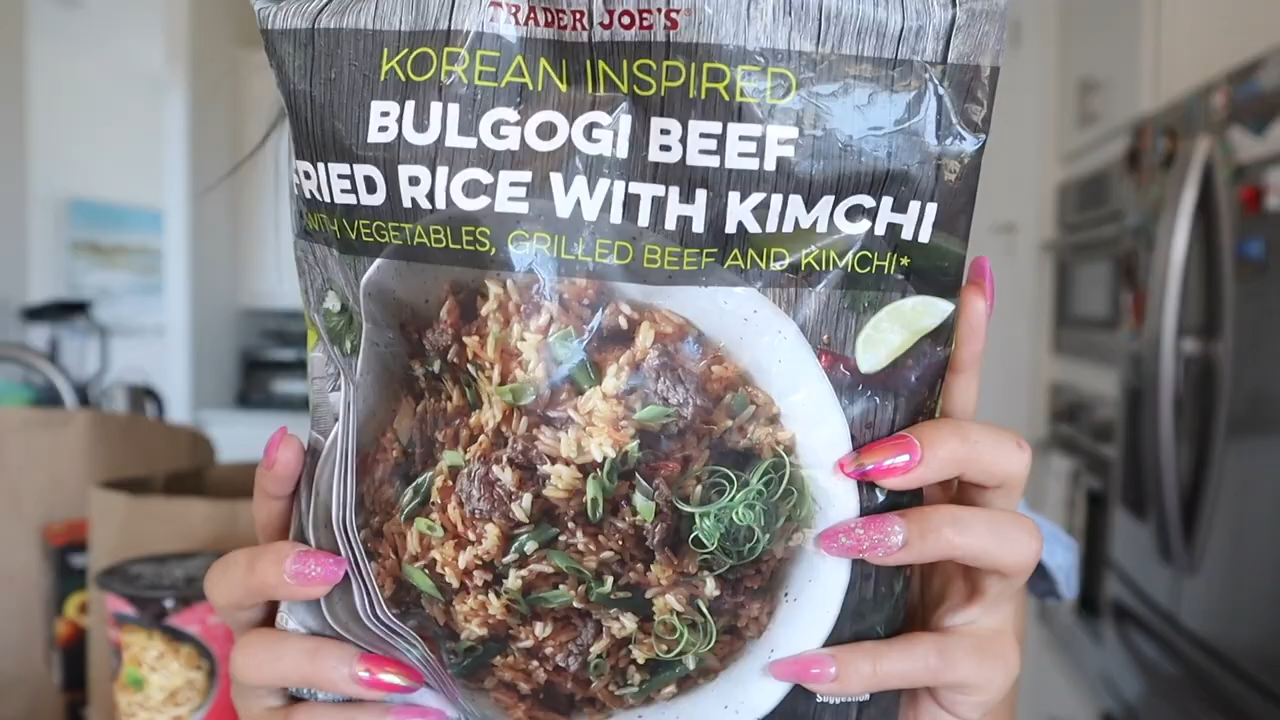 TRADER JOE'S
KOREAN INSPIRED
BULGOGI BEEF
FRIED RICE WITH KIMCHI
WITH VEGETABLES, GRILLED BEEF AND KIMCHI*
Suggestion